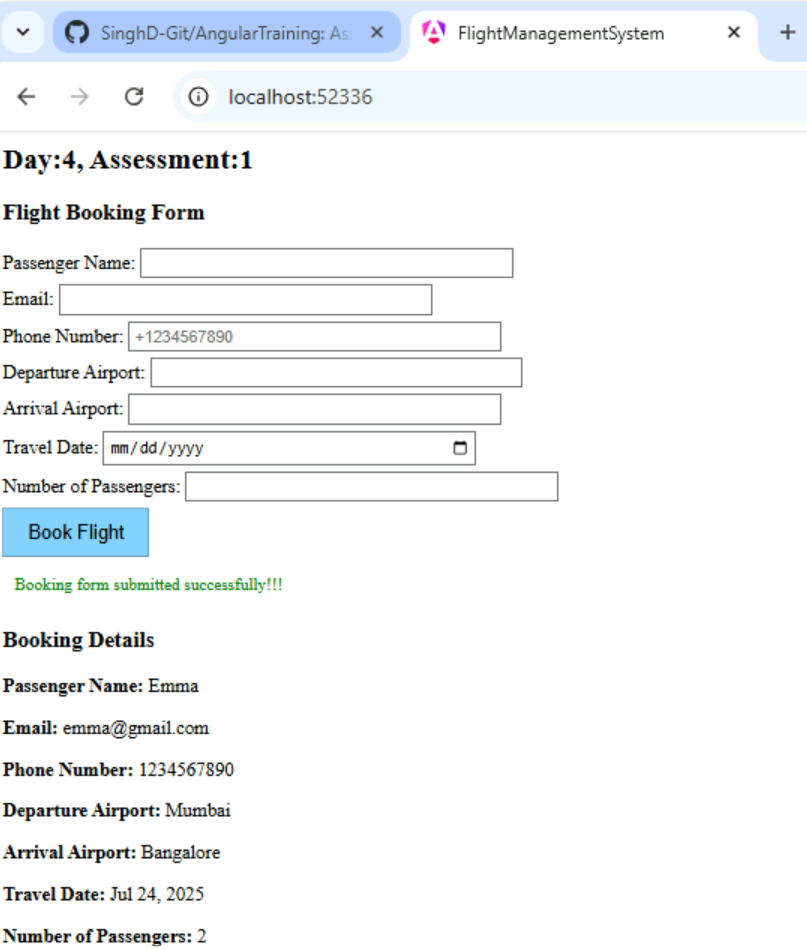 SinghD-Git/AngularTraining: As
FlightManagementSystem
localhost:52336
Day:4, Assessment:1
Flight Booking Form
Passenger Name:
Email:
Phone Number: +1234567890
Departure Airport:
Arrival Airport:
Travel Date: mm/dd/yyyy
Number of Passengers:
Book Flight
Booking form submitted successfully!!!
Booking Details
Passenger Name: Emma
Email: emma@gmail.com
Phone Number: 1234567890
Departure Airport: Mumbai
Arrival Airport: Bangalore
Travel Date: Jul 24, 2025
Number of Passengers: 2